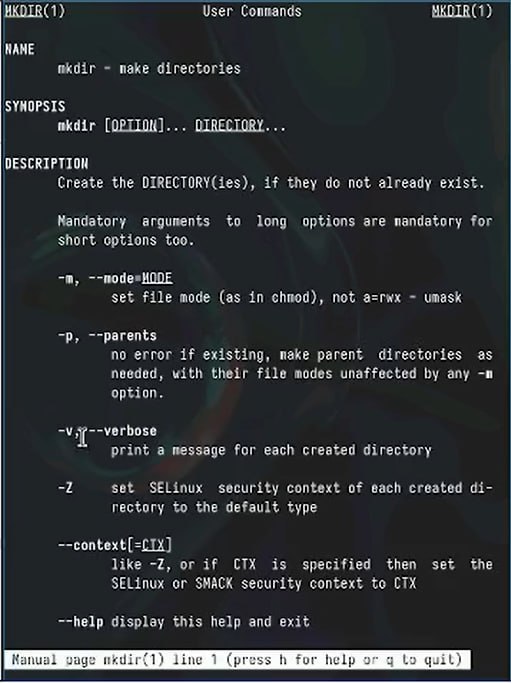 MKDIR(1) User Commands MKDIR(1)
NAME
mkdir - make directories
SYNOPSIS
mkdir [OPTION]... DIRECTORY...
DESCRIPTION
Create the DIRECTORY(ies), if they do not already exist.
Mandatory arguments to long options are mandatory for
short options too.
-m, --mode=MODE
set file mode (as in chmod), not a=rwx - umask
-p, --parents
no error if existing, make parent directories as
needed, with their file modes unaffected by any -m
option.
-v, --verbose
print a message for each created directory
-Z set SELinux security context of each created di-
rectory to the default type
--context[=CTX]
like -Z, or if CTX is specified then set the
SELinux or SMACK security context to CTX
--help display this help and exit
Manual page mkdir(1) line 1 (press h for help or q to quit)